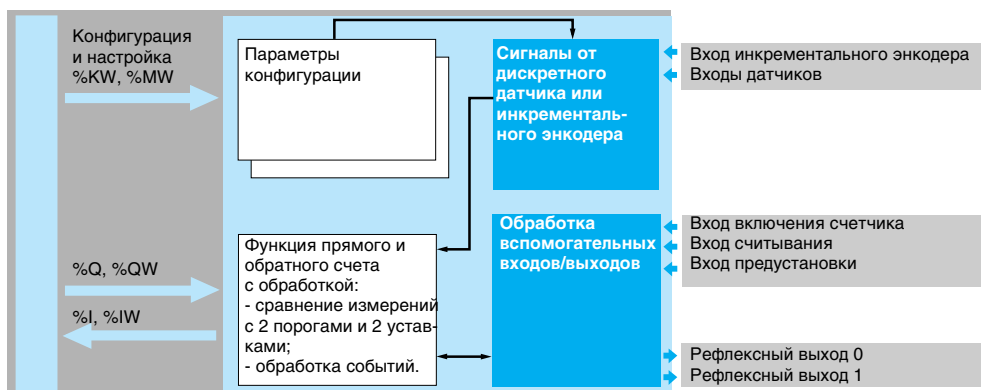 Конфигурация
и настройка
%KW, %MW
Параметры
конфигурации
Сигналы от
дискретного
датчика или
инкременталь-
ного энкодера
Вход инкрементального энкодера
Входы датчиков
%Q, %QW
%I, %IW
Функция прямого и
обратного счета
с обработкой:
- сравнение измерений
с 2 порогами и 2 устав-
ками;
- обработка событий.
Обработка
вспомогательных
входов/выходов
Вход включения счетчика
Вход считывания
Вход предустановки
Рефлексный выход 0
Рефлексный выход 1